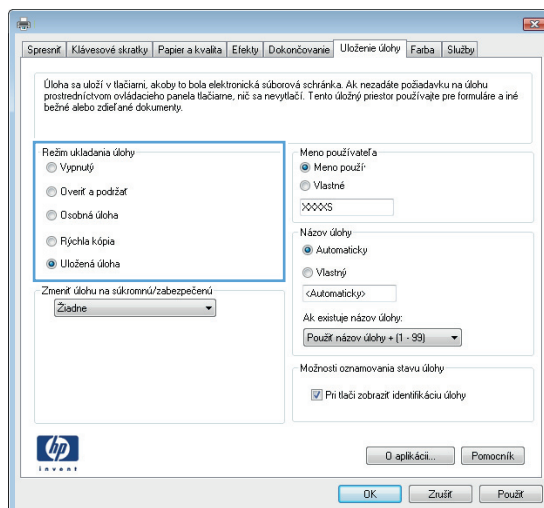 Spresniť Klávesové skratky Papier a kvalita Efekty Dokončovanie Uloženie úlohy Farba Služby
Úloha sa uloží v tlačiarni, akoby to bola elektronická súborová schránka. Ak nezadáte požiadavku na úlohu
prostredníctvom ovládacieho panela tlačiarne, nič sa nevytlačí. Tento úložný priestor používajte pre formuláre a iné
bežné alebo zdieľané dokumenty.
Režim ukladania úlohy
Vypnutý
Overiť a podržať
Osobná úloha
Rýchla kópia
Uložená úloha
Zmeniť úlohu na súkromnú/zabezpečenú
Žiadne
Meno používateľa
Meno použí
Vlastné
XXXXS
Názov úlohy
Automaticky
Vlastný
<Automaticky>
Ak existuje názov úlohy:
Použiť názov úlohy + (1 - 99)
Možnosti oznamovania stavu úlohy
Pri tlači zobraziť identifikáciu úlohy
hp
invent
O aplikácii... Pomocník
OK Zrušiť Použiť